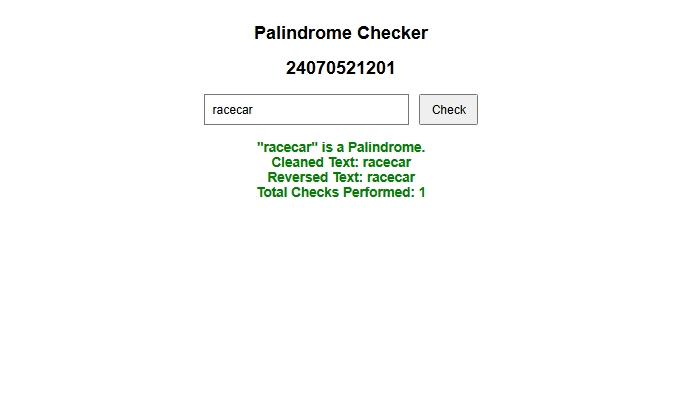 Palindrome Checker
24070521201
racecar
Check
"racecar" is a Palindrome.
Cleaned Text: racecar
Reversed Text: racecar
Total Checks Performed: 1